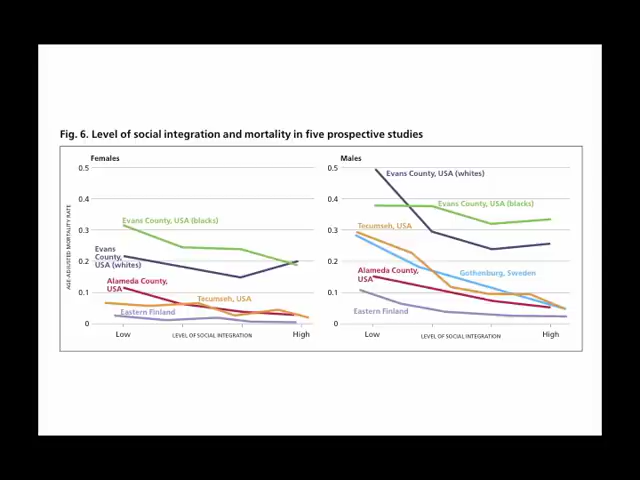 Fig. 6. Level of social integration and mortality in five prospective studies
Females
AGE-ADJUSTED MORTALITY RATE
0.5
0.4
0.3
0.2
0.1
0
Evans County, USA (blacks)
Evans
County,
USA (whites)
Alameda County,
USA
Tecumseh, USA
Eastern Finland
Low
LEVEL OF SOCIAL INTEGRATION
High
Males
0.5
0.4
0.3
0.2
0.1
0
Evans County, USA (whites)
Evans County, USA (blacks)
Tecumseh, USA
Alameda County,
USA
Gothenburg, Sweden
Eastern Finland
Low
LEVEL OF SOCIAL INTEGRATION
High